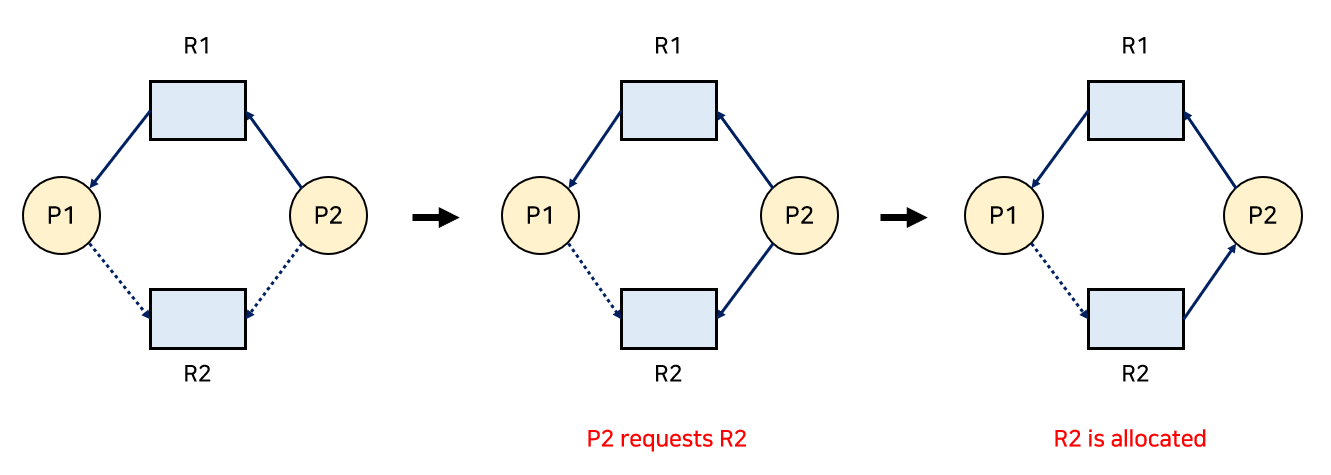 R1
R1
R1
P1
P2
P1
P2
P1
P2
R2
R2
R2
P2 requests R2
R2 is allocated